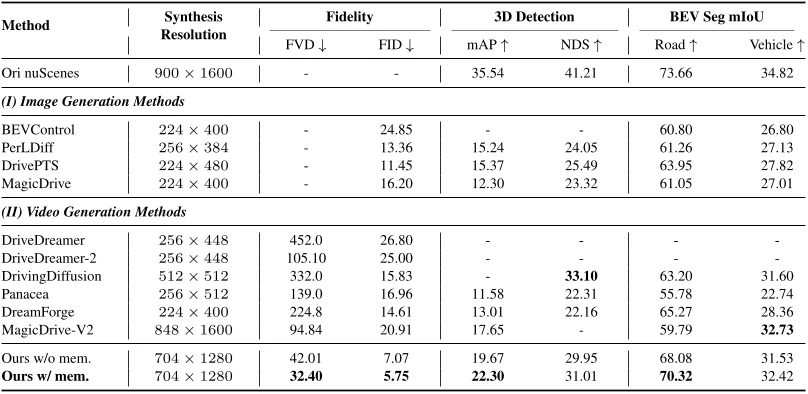 Method Synthesis Resolution Fidelity 3D Detection BEV Seg mIoU
FVD ↓ FID ↓ mAP ↑ NDS ↑ Road ↑ Vehicle ↑
Ori nuScenes 900 × 1600 - - 35.54 41.21 73.66 34.82
(I) Image Generation Methods
BEVControl 224 × 400 - 24.85 - - 60.80 26.80
PerLDiff 256 × 384 - 13.36 15.24 24.05 61.26 27.13
DrivePTS 224 × 480 - 11.45 15.37 25.49 63.95 27.82
MagicDrive 224 × 400 - 16.20 12.30 23.32 61.05 27.01
(II) Video Generation Methods
DriveDreamer 256 × 448 452.0 26.80 - - - -
DriveDreamer-2 256 × 448 105.10 25.00 - - - -
DrivingDiffusion 512 × 512 332.0 15.83 - 33.10 63.20 31.60
Panacea 256 × 512 139.0 16.96 11.58 22.31 55.78 22.74
DreamForge 224 × 400 224.8 14.61 13.01 22.16 65.27 28.36
MagicDrive-V2 848 × 1600 94.84 20.91 17.65 - 59.79 32.73
Ours w/o mem. 704 × 1280 42.01 7.07 19.67 29.95 68.08 31.53
Ours w/ mem. 704 × 1280 32.40 5.75 22.30 31.01 70.32 32.42